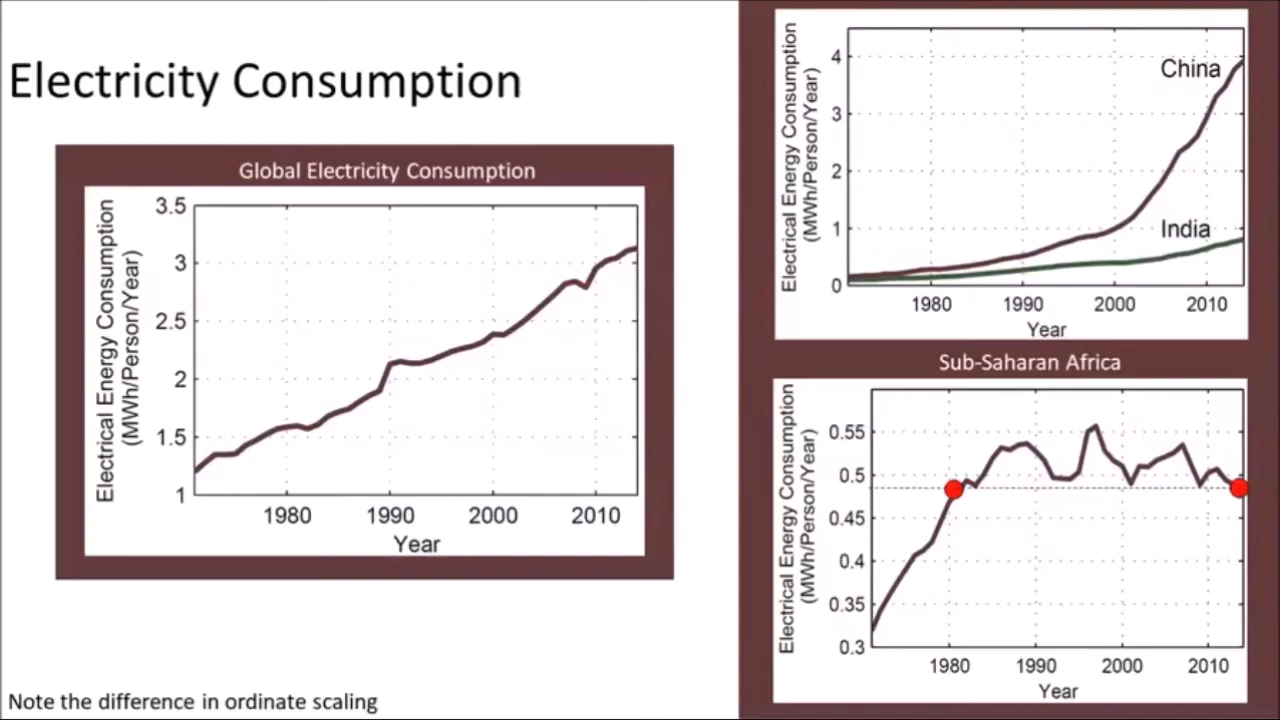 Electricity Consumption
Global Electricity Consumption
Electrical Energy Consumption
(MWh/Person/Year)
3.5
3
2.5
2
1.5
1
1980 1990 2000 2010
Year
Note the difference in ordinate scaling
Electrical Energy Consumption
(MWh/Person/Year)
4
3
2
1
0
China
India
1980 1990 2000 2010
Year
Sub-Saharan Africa
Electrical Energy Consumption
(MWh/Person/Year)
0.55
0.5
0.45
0.4
0.35
0.3
1980 1990 2000 2010
Year